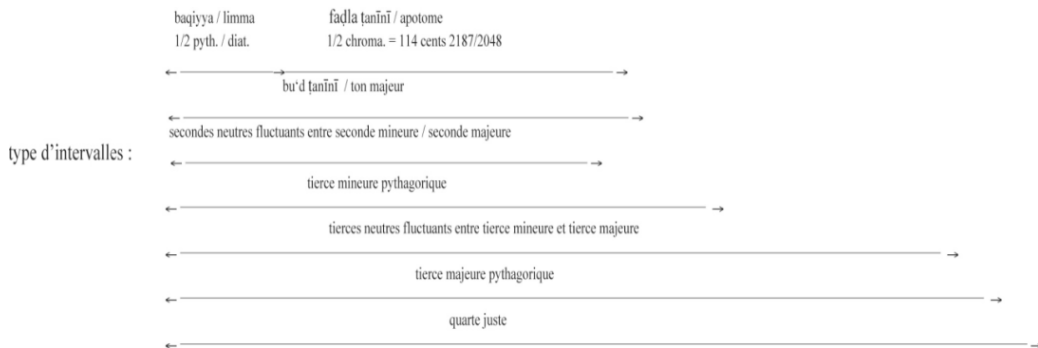 baqiyya / limma
1/2 pyth. / diat.
faḍla ṭanīnī / apotome
1/2 chroma. = 114 cents 2187/2048
bu‘d ṭanīnī / ton majeur
secondes neutres fluctuants entre seconde mineure / seconde majeure
type d’intervalles :
tierce mineure pythagorique
tierces neutres fluctuants entre tierce mineure et tierce majeure
tierce majeure pythagorique
quarte juste